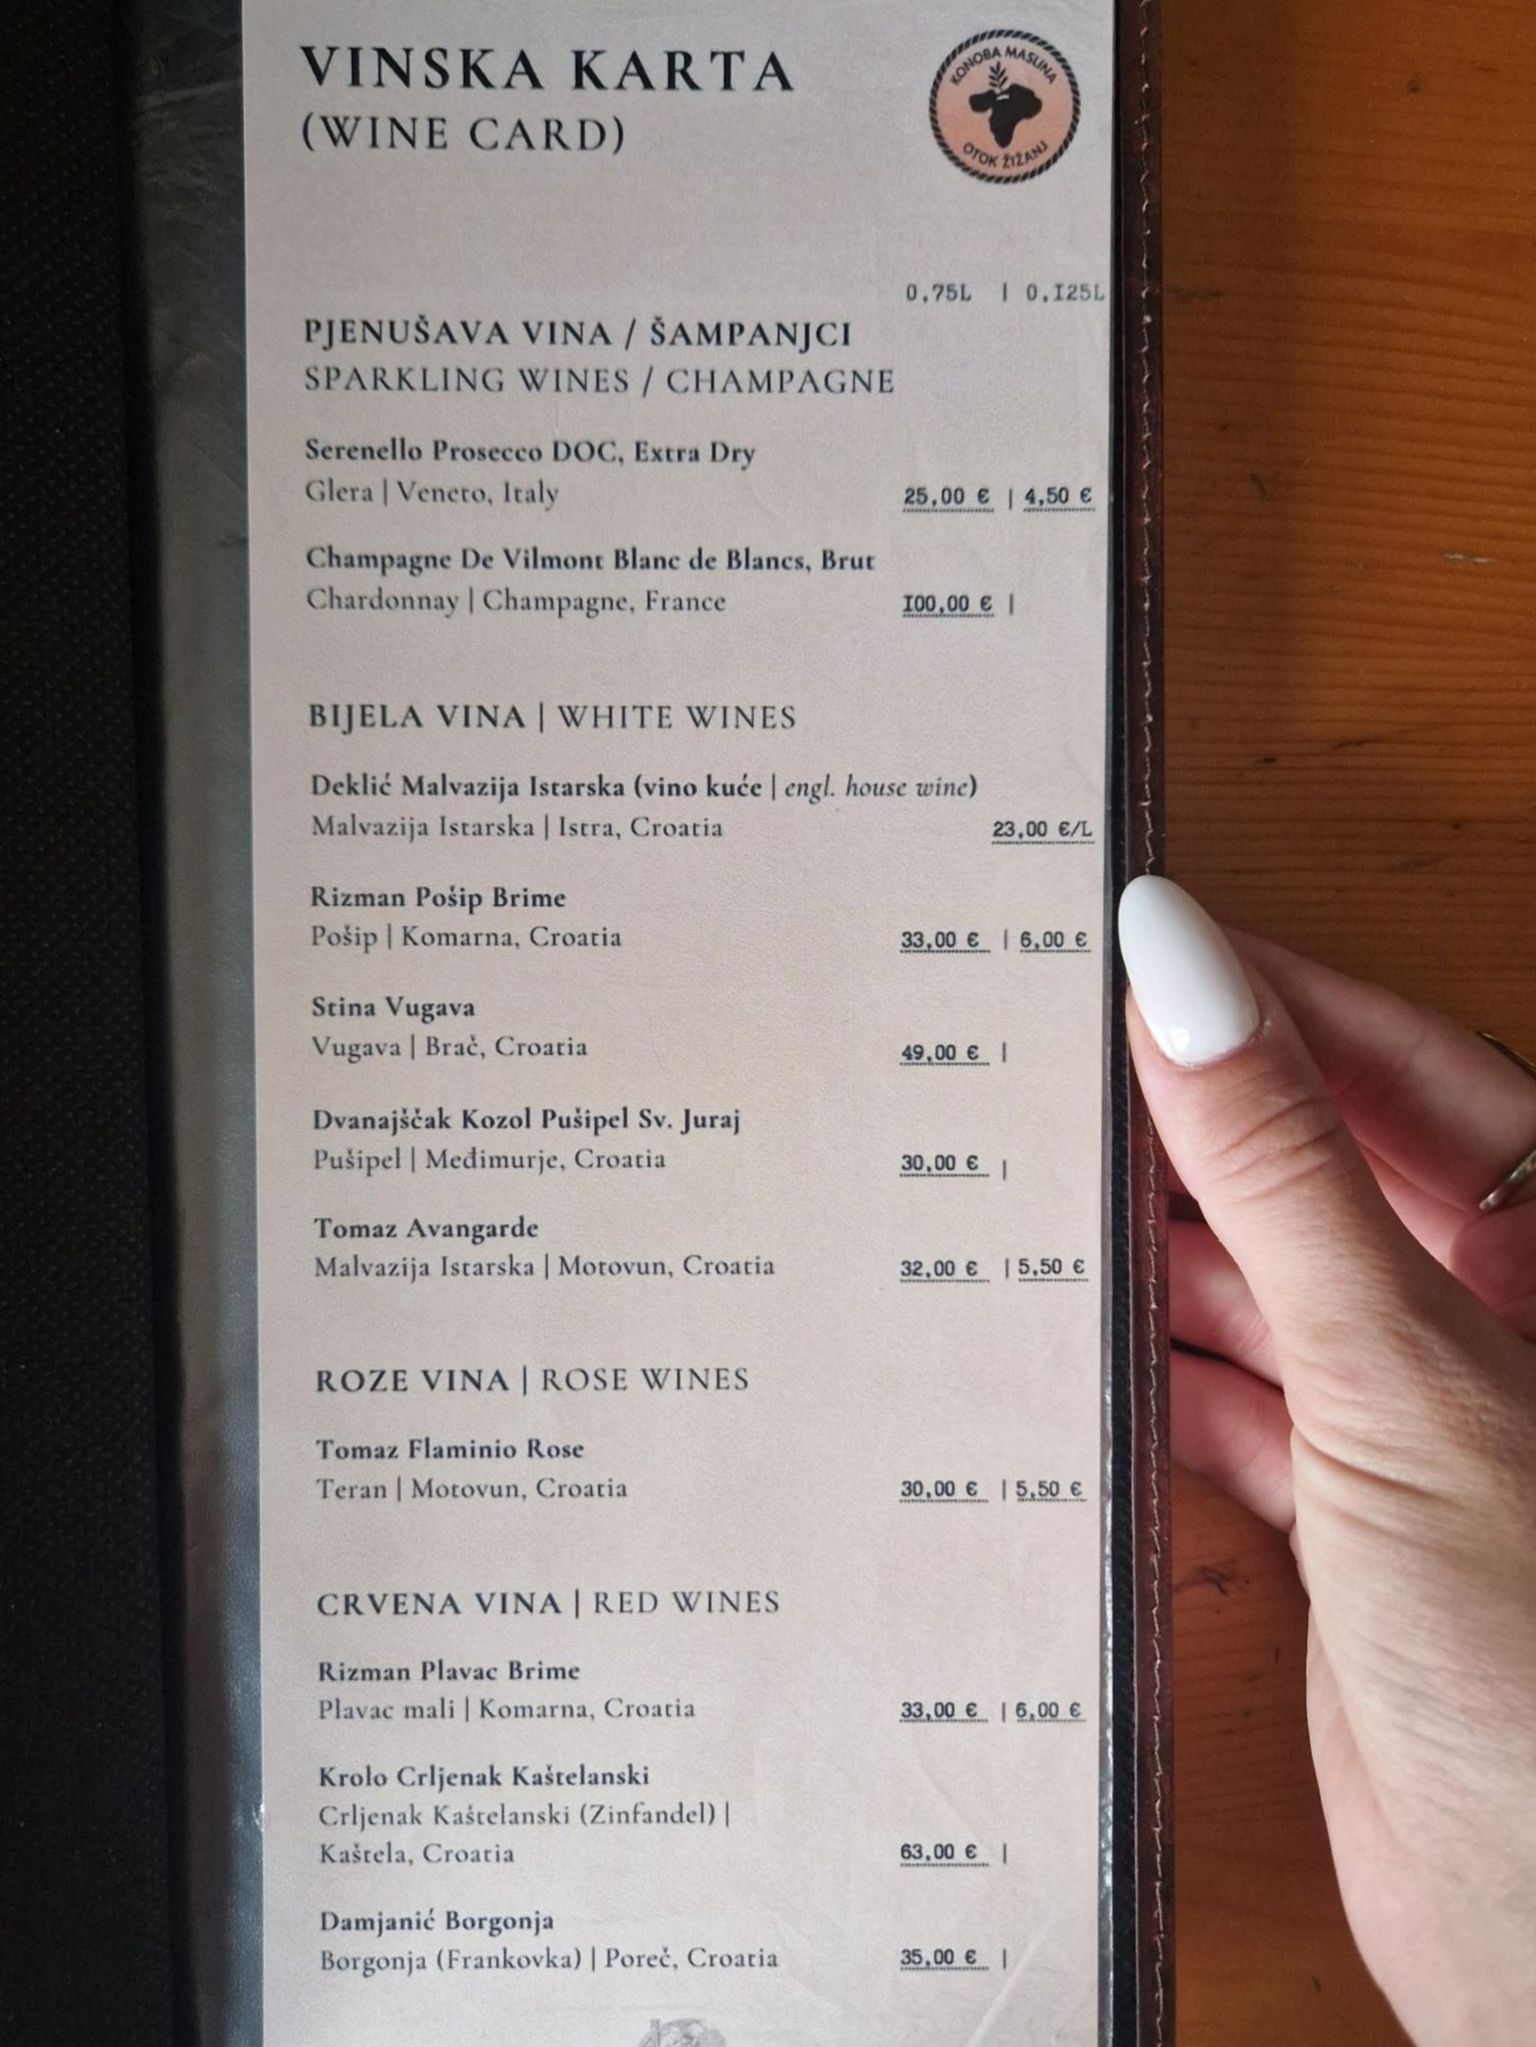 VINSKA KARTA
(WINE CARD)
KONOBA MASLINA
OTOK ŽIŽANJ
0,75L | 0,125L
PJENUŠAVA VINA / ŠAMPANJCI
SPARKLING WINES / CHAMPAGNE
Serenello Prosecco DOC, Extra Dry
Glera | Veneto, Italy 25,00 € | 4,50 €
Champagne De Vilmont Blanc de Blancs, Brut
Chardonnay | Champagne, France 100,00 € |
BIJELA VINA | WHITE WINES
Deklić Malvazija Istarska (vino kuće | engl. house wine)
Malvazija Istarska | Istra, Croatia 23,00 €/L
Rizman Pošip Brime
Pošip | Komarna, Croatia 33,00 € | 6,00 €
Stina Vugava
Vugava | Brač, Croatia 49,00 € |
Dvanajščak Kozol Pušipel Sv. Juraj
Pušipel | Međimurje, Croatia 30,00 € |
Tomaz Avangarde
Malvazija Istarska | Motovun, Croatia 32,00 € | 5,50 €
ROZE VINA | ROSE WINES
Tomaz Flaminio Rose
Teran | Motovun, Croatia 30,00 € | 5,50 €
CRVENA VINA | RED WINES
Rizman Plavac Brime
Plavac mali | Komarna, Croatia 33,00 € | 6,00 €
Krolo Crljenak Kaštelanski
Crljenak Kaštelanski (Zinfandel) |
Kaštela, Croatia 63,00 € |
Damjanić Borgonja
Borgonja (Frankovka) | Poreč, Croatia 35,00 € |